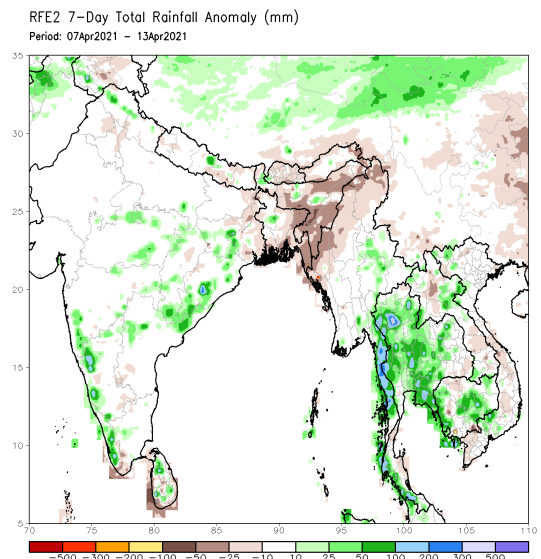 RFE2 7-Day Total Rainfall Anomaly (mm)
Period: 07Apr2021 - 13Apr2021
35
30
25
20
15
10
5
70 75 80 85 90 95 100 105 110
-500 -300 -200 -100 -50 -25 -10 10 25 50 100 200 300 500